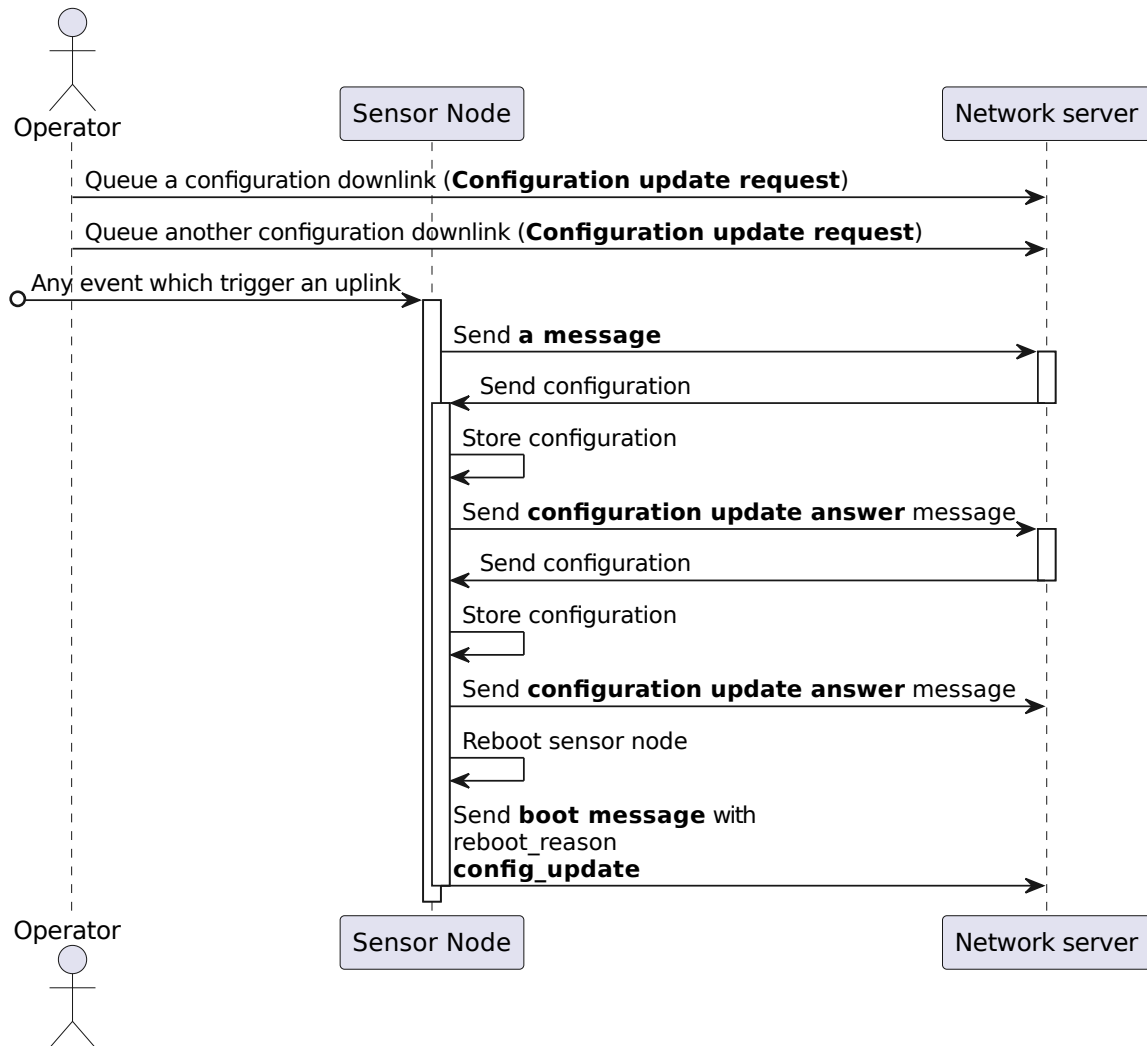 Operator
Sensor Node
Network server
Queue a configuration downlink (Configuration update request)
Queue another configuration downlink (Configuration update request)
Any event which trigger an uplink
Send a message
Send configuration
Store configuration
Send configuration update answer message
Send configuration
Store configuration
Send configuration update answer message
Reboot sensor node
Send boot message with
reboot_reason
config_update
Operator
Sensor Node
Network server